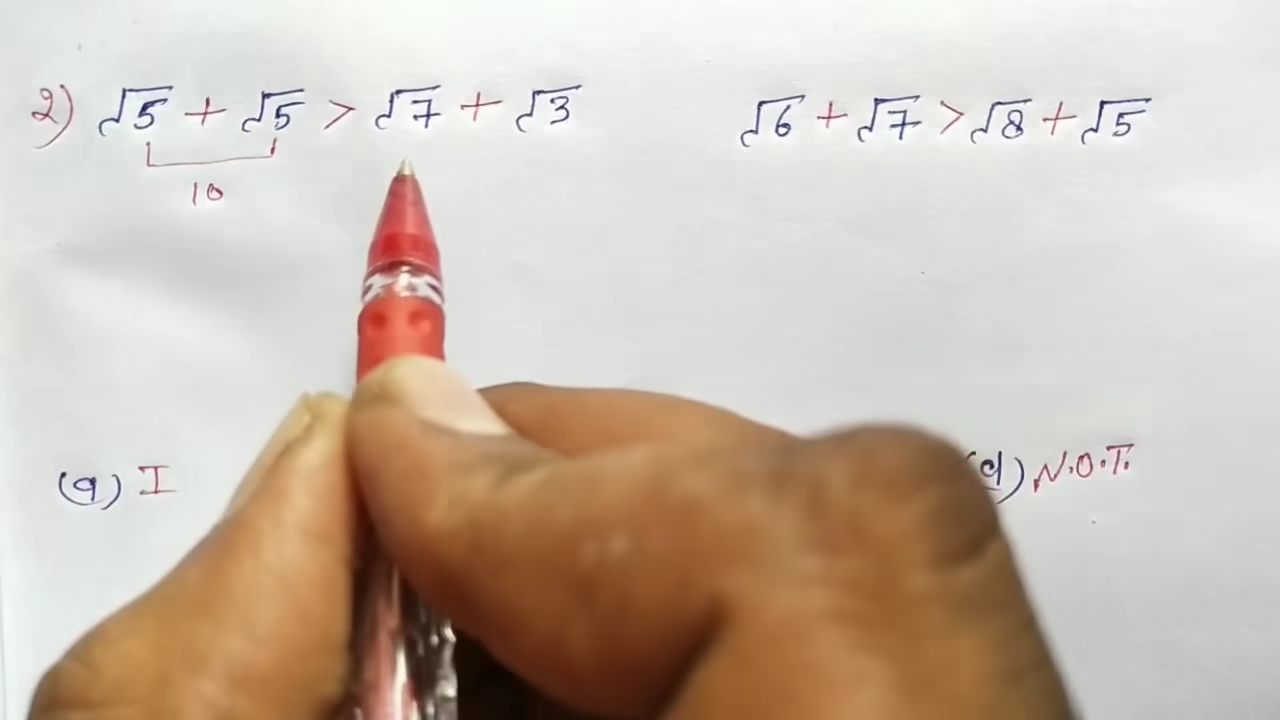 2) √5 + √5 > √7 + √3 √6 + √7 > √8 + √5
10
(a) I (d) N.O.T.